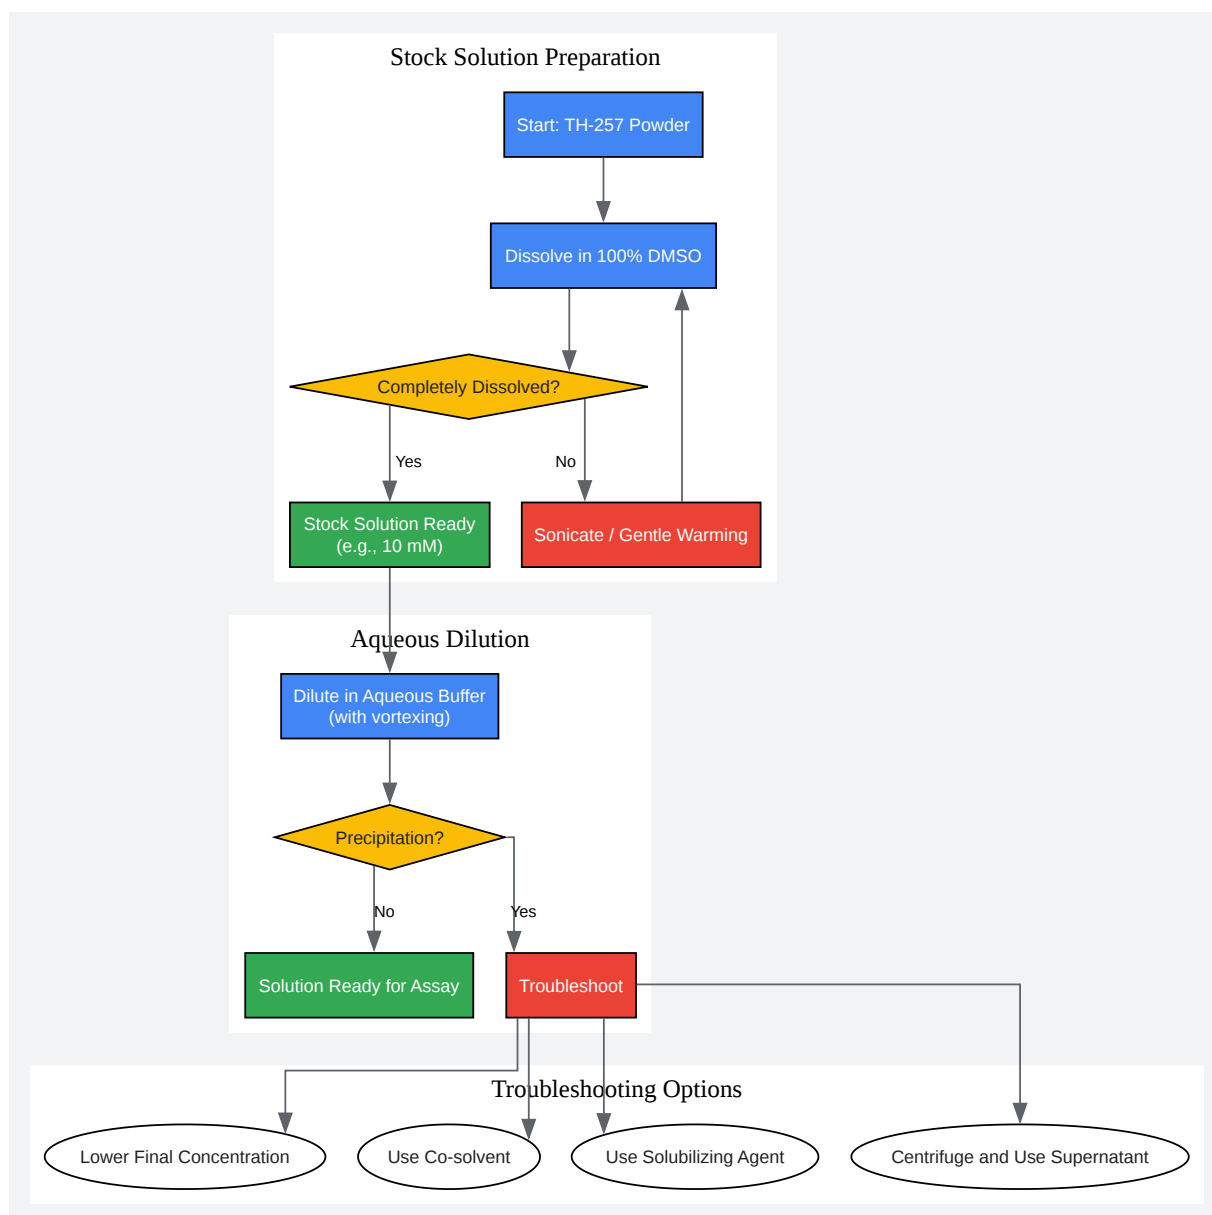 Stock Solution Preparation
Start: TH-257 Powder
Dissolve in 100% DMSO
Completely Dissolved?
Yes
No
Stock Solution Ready
(e.g., 10 mM)
Sonicate / Gentle Warming
Aqueous Dilution
Dilute in Aqueous Buffer
(with vortexing)
Precipitation?
No
Yes
Solution Ready for Assay
Troubleshoot
Troubleshooting Options
Lower Final Concentration
Use Co-solvent
Use Solubilizing Agent
Centrifuge and Use Supernatant